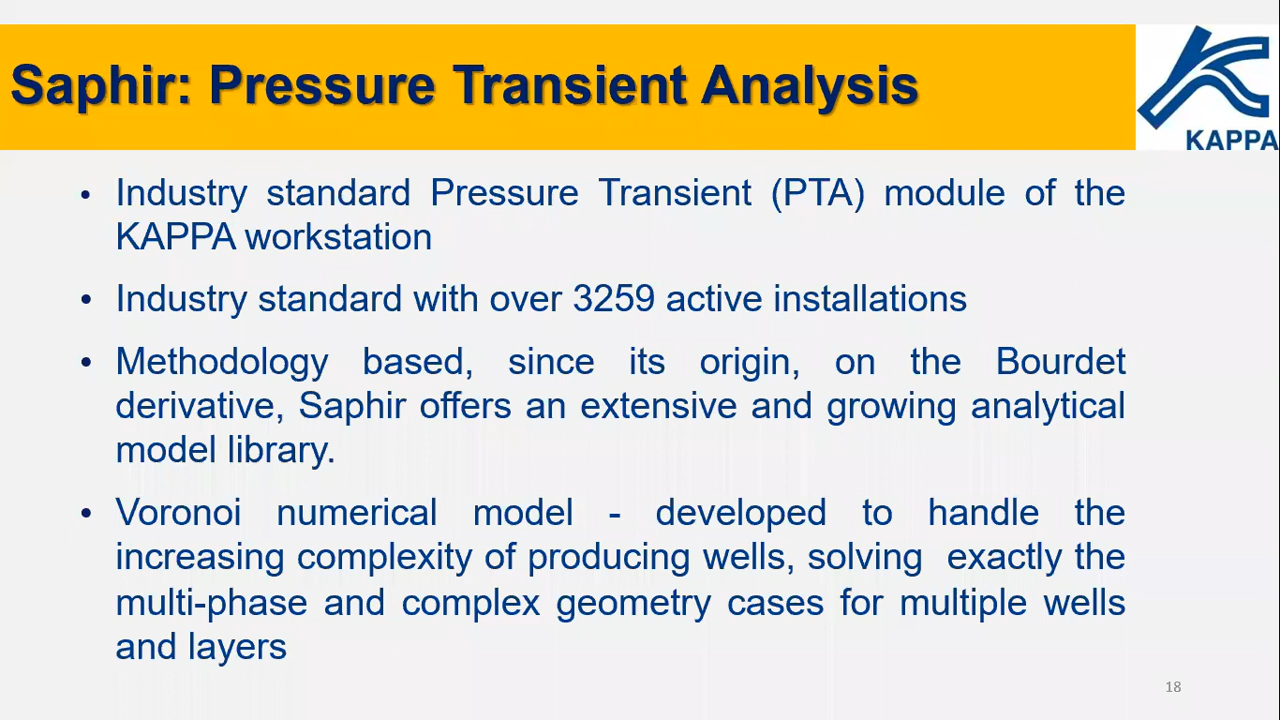 Saphir: Pressure Transient Analysis
KAPPA
• Industry standard Pressure Transient (PTA) module of the
KAPPA workstation
• Industry standard with over 3259 active installations
• Methodology based, since its origin, on the Bourdet
derivative, Saphir offers an extensive and growing analytical
model library.
• Voronoi numerical model - developed to handle the
increasing complexity of producing wells, solving exactly the
multi-phase and complex geometry cases for multiple wells
and layers
18